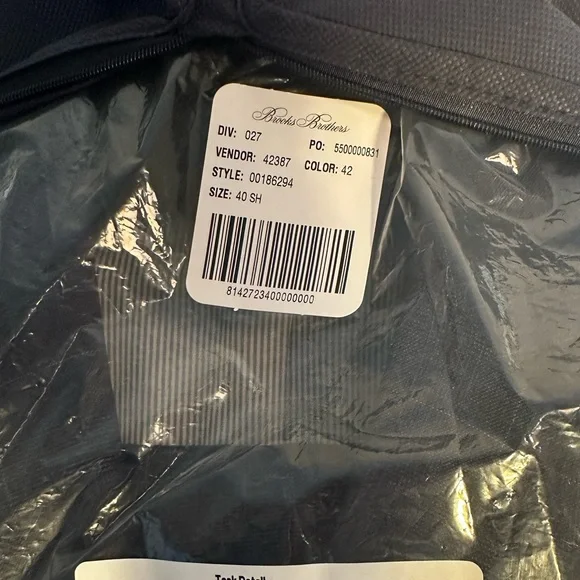 Brooks Brothers
DIV: 027 PO: 5500000831
VENDOR: 42387 COLOR: 42
STYLE: 00186294
SIZE: 40 SH
8142723400000000